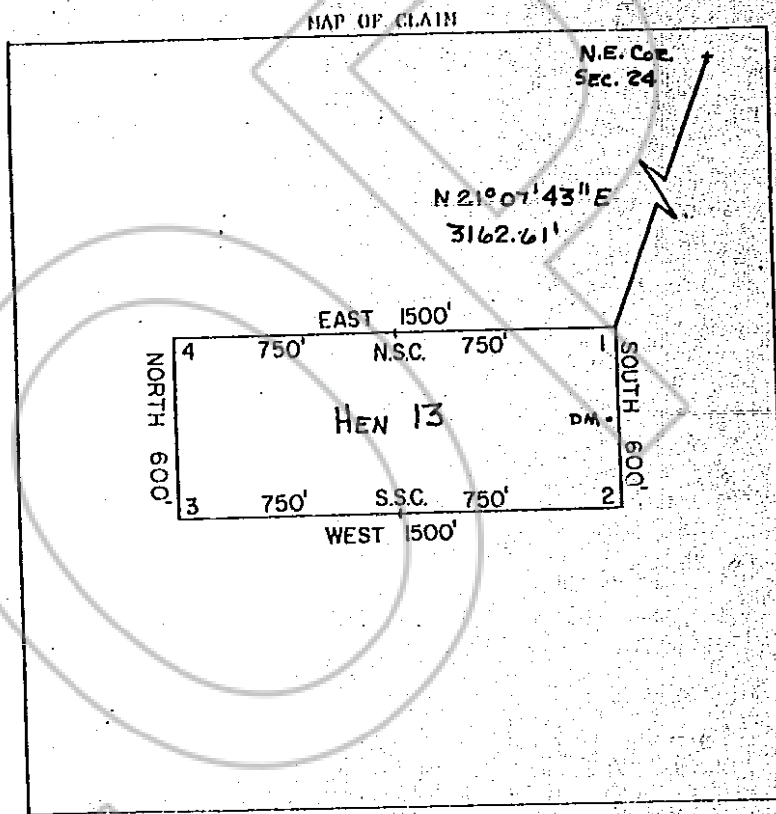 MAP OF CLAIM
N.E. COR.
SEC. 24
N 21° 07' 43" E
3162.61'
EAST 1500'
4 750' N.S.C. 750' 1
NORTH 600'
HEN 13
DM.
SOUTH 600'
3 750' S.S.C. 750' 2
WEST 1500'